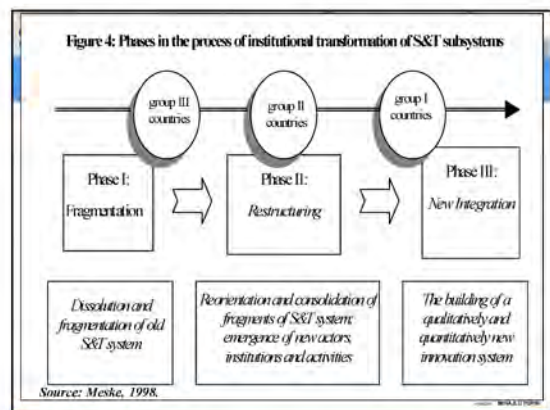 Figure 4: Phases in the process of institutional transformation of S&T subsystems
group III
countries
group II
countries
group I
countries
Phase I:
Fragmentation
Phase II:
Restructuring
Phase III:
New Integration
Dissolution and
fragmentation of old
S&T system
Reorientation and consolidation of
fragments of S&T system;
emergence of new actors,
institutions and activities
The building of a
qualitatively and
quantitatively new
innovation system
Source: Meske, 1998.